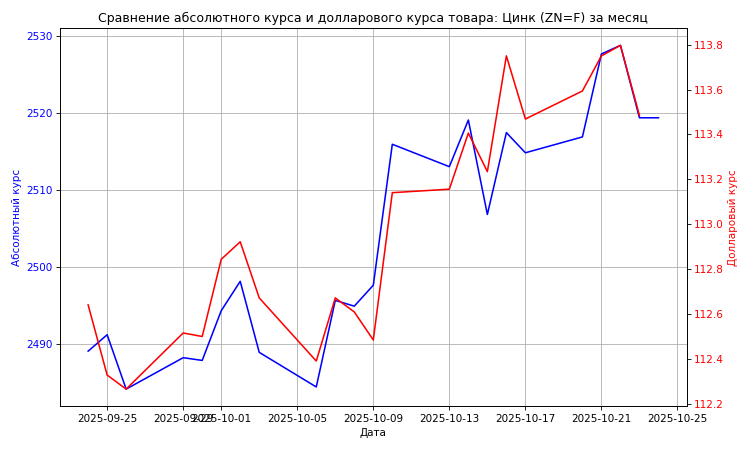 Сравнение абсолютного курса и долларового курса товара: Цинк (ZN=F) за месяц
2530
2520
2510
2500
2490
Абсолютный курс
113.8
113.6
113.4
113.2
113.0
112.8
112.6
112.4
112.2
Долларовый курс
2025-09-25 2025-09-29 2025-10-01 2025-10-05 2025-10-09 2025-10-13 2025-10-17 2025-10-21 2025-10-25
Дата